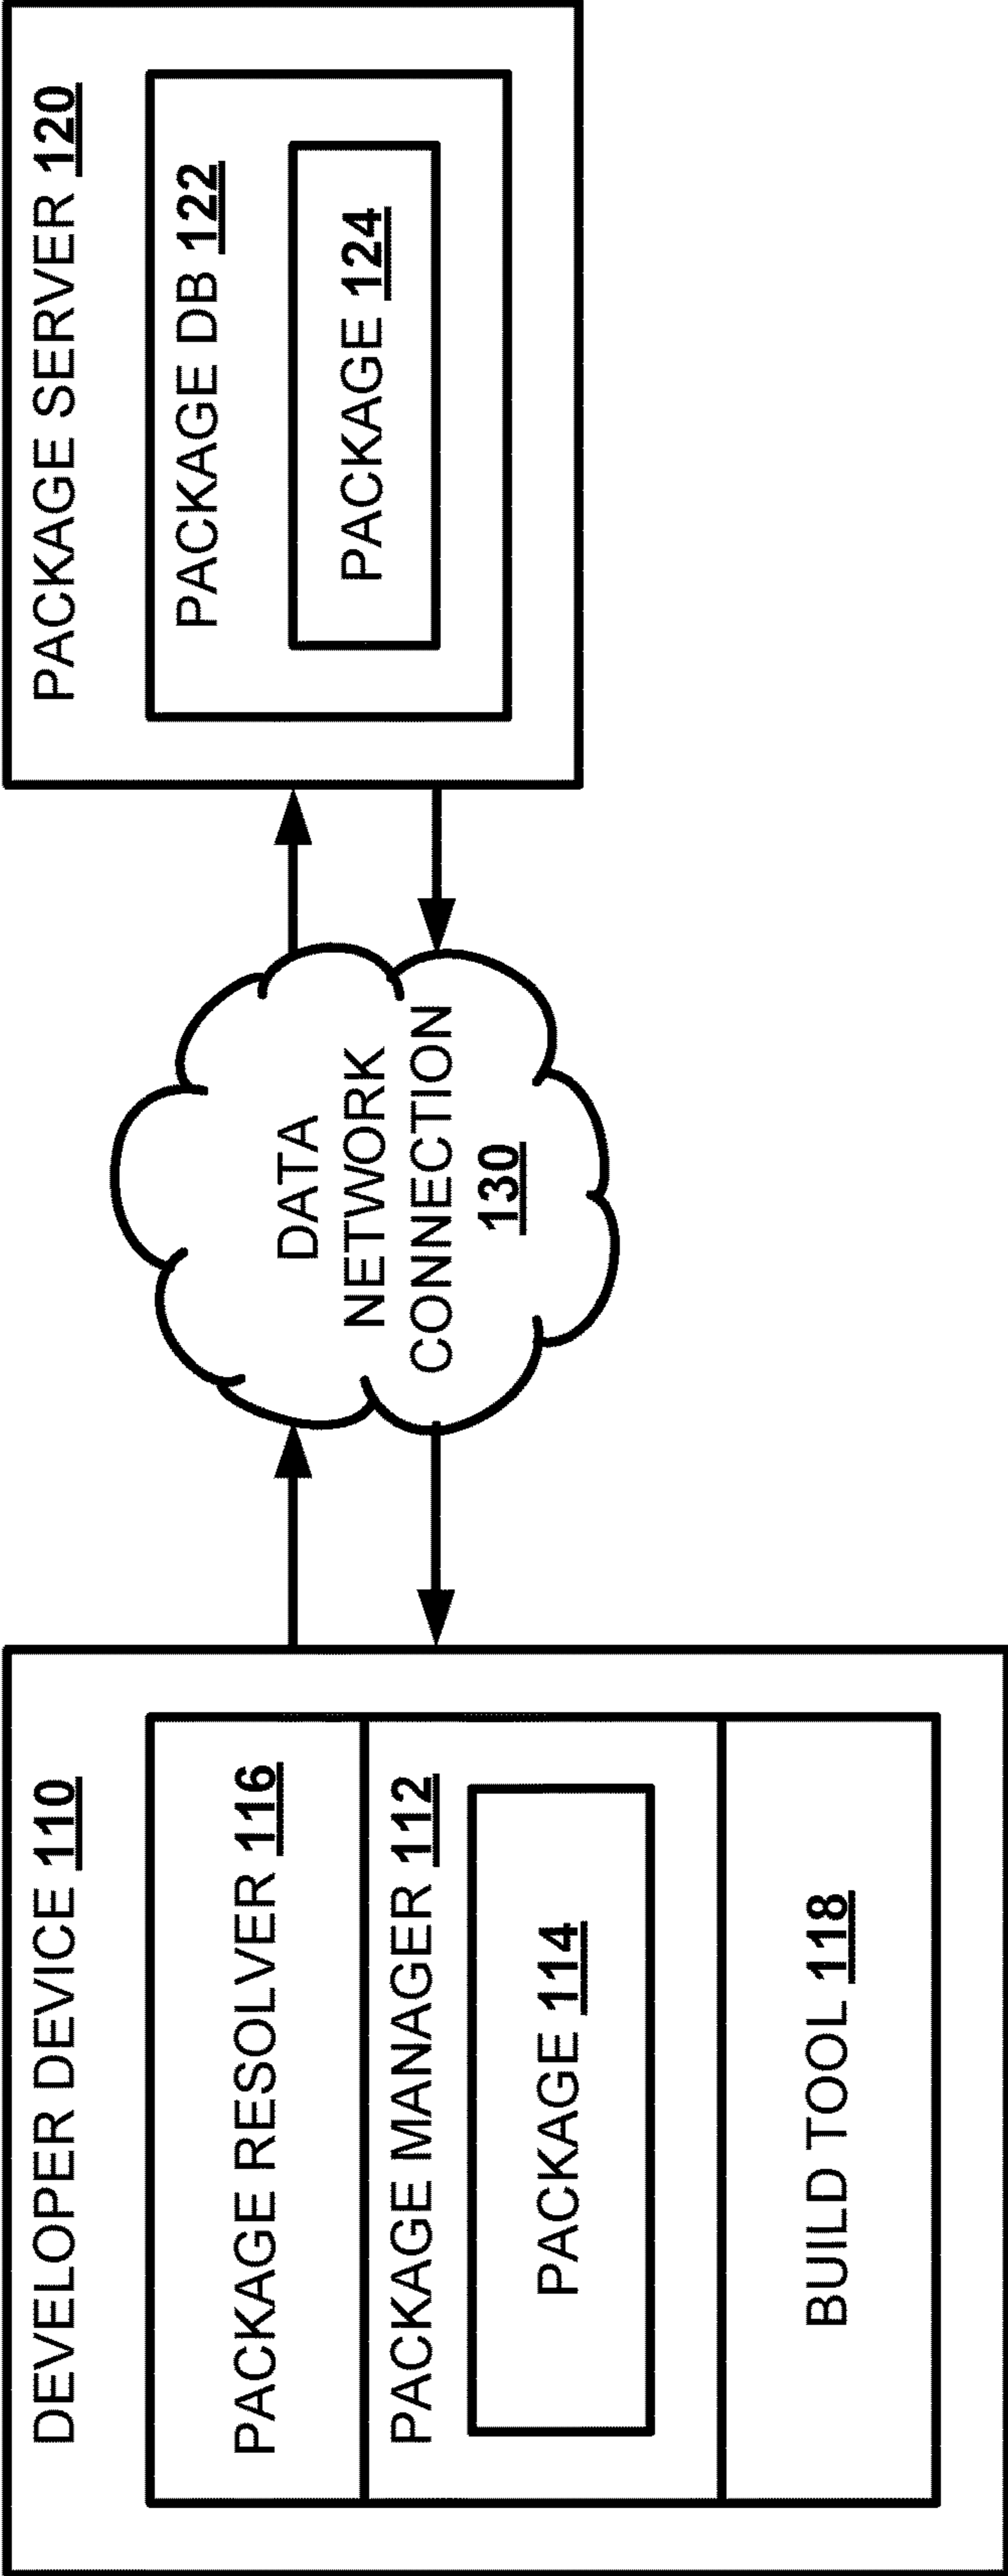 DEVELOPER DEVICE 110
PACKAGE RESOLVER 116
PACKAGE MANAGER 112
PACKAGE 114
BUILD TOOL 118
DATA
NETWORK
CONNECTION
130
PACKAGE SERVER 120
PACKAGE DB 122
PACKAGE 124